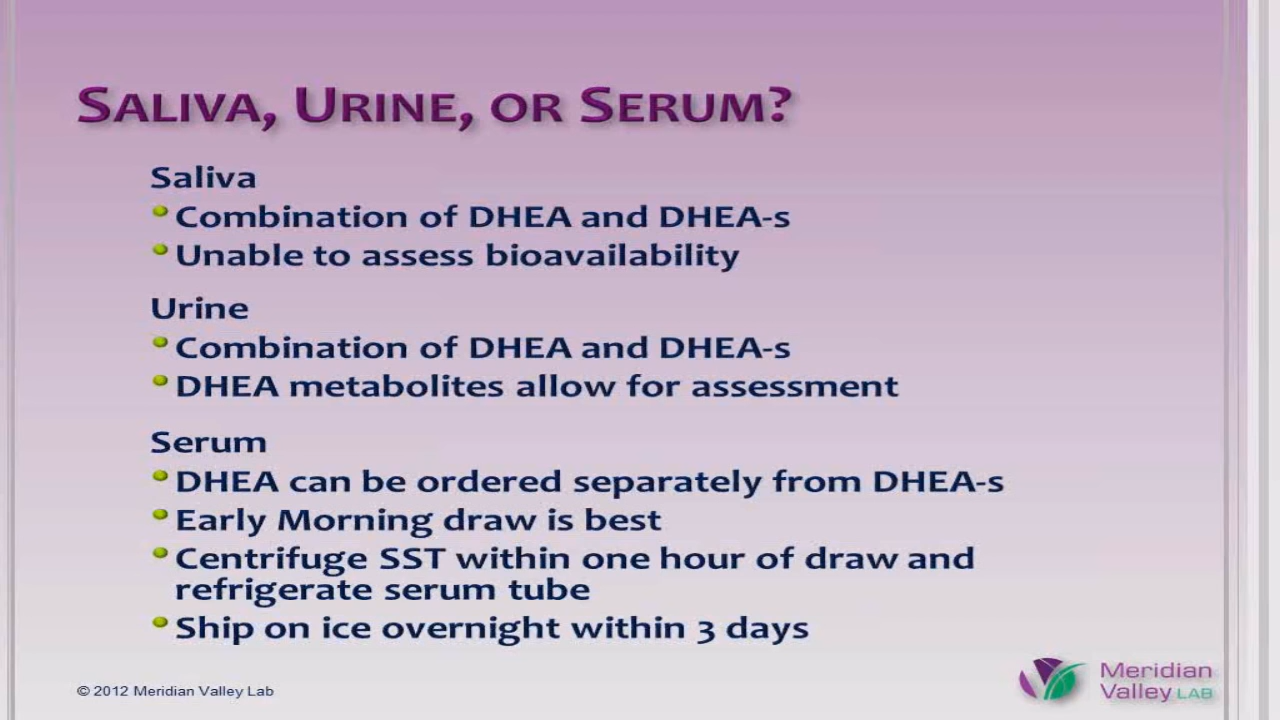 SALIVA, URINE, OR SERUM?
Saliva
Combination of DHEA and DHEA-s
Unable to assess bioavailability
Urine
Combination of DHEA and DHEA-s
DHEA metabolites allow for assessment
Serum
DHEA can be ordered separately from DHEA-s
Early Morning draw is best
Centrifuge SST within one hour of draw and
refrigerate serum tube
Ship on ice overnight within 3 days
© 2012 Meridian Valley Lab
Meridian
Valley LAB